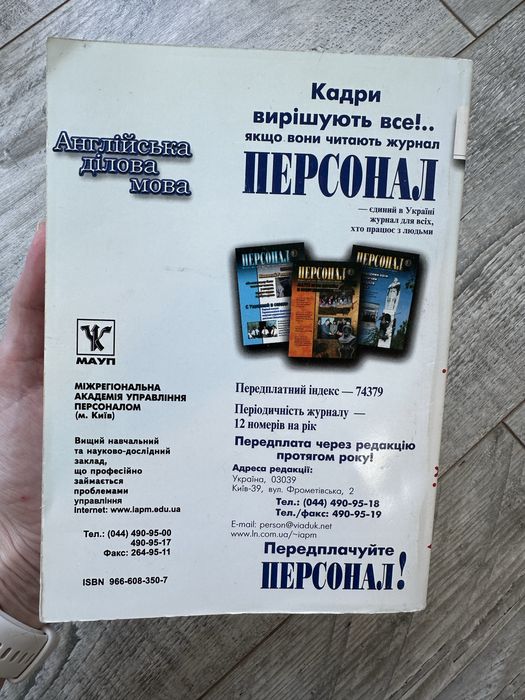 Англійська
ділова
мова
МАУП
МІЖРЕГІОНАЛЬНА
АКАДЕМІЯ УПРАВЛІННЯ
ПЕРСОНАЛОМ
(м. Київ)
Вищий навчальний
та науково-дослідний
заклад,
що професійно
займається
проблемами
управління
Internet: www.iapm.edu.ua
Тел.: (044) 490-95-00
490-95-17
Факс: 264-95-11
ISBN 966-608-350-7
Кадри
вирішують все!..
якщо вони читають журнал
ПЕРСОНАЛ
— єдиний в Україні
журнал для всіх,
хто працює з людьми
ПЕРСОНАЛ
ПЕРСОНАЛ
ПЕРСОНАЛ
Передплатний індекс — 74379
Періодичність журналу —
12 номерів на рік
Передплата через редакцію
протягом року!
Адреса редакції:
Україна, 03039
Київ-39, вул. Фрометівська, 2
Тел.: (044) 490-95-18
Тел./факс: 490-95-19
E-mail: person@viaduk.net
www.ln.com.ua/~iapm
Передплачуйте
ПЕРСОНАЛ!